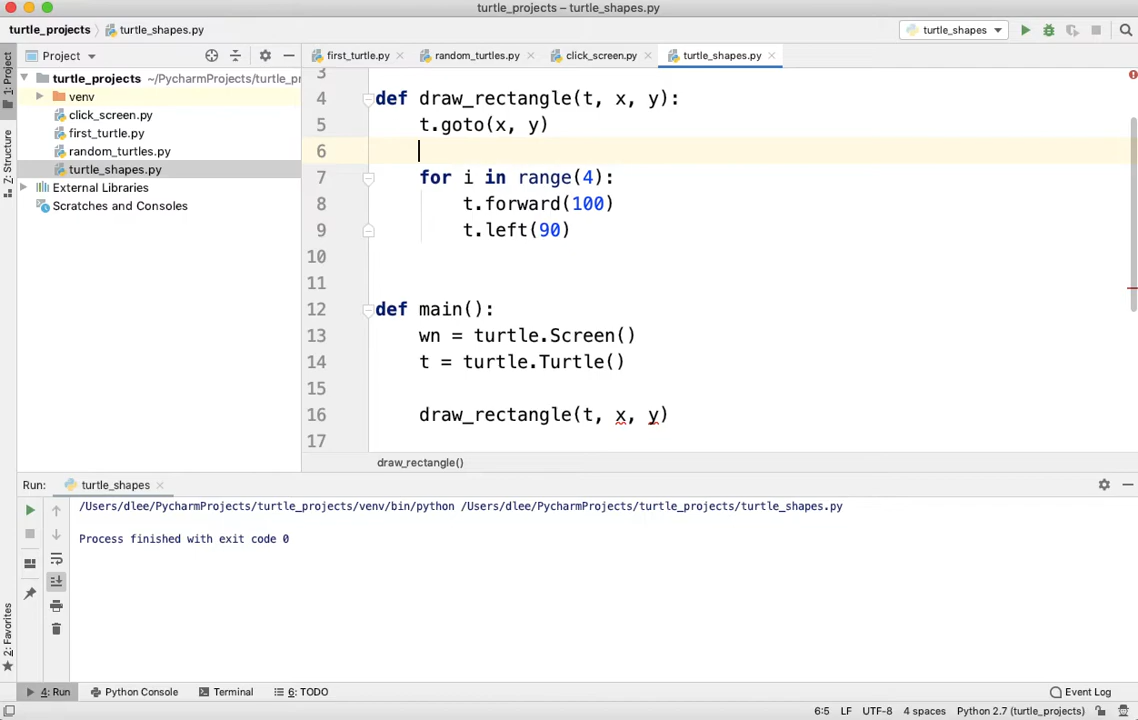 turtle_projects – turtle_shapes.py
turtle_projects turtle_shapes.py turtle_shapes
Project first_turtle.py random_turtles.py click_screen.py turtle_shapes.py
turtle_projects ~/PycharmProjects/turtle_pr
venv
click_screen.py
first_turtle.py
random_turtles.py
turtle_shapes.py
External Libraries
Scratches and Consoles
1: Project
7: Structure
2: Favorites
3
4 def draw_rectangle(t, x, y):
5 t.goto(x, y)
6
7 for i in range(4):
8 t.forward(100)
9 t.left(90)
10
11
12 def main():
13 wn = turtle.Screen()
14 t = turtle.Turtle()
15
16 draw_rectangle(t, x, y)
17
draw_rectangle()
Run: turtle_shapes
/Users/dlee/PycharmProjects/turtle_projects/venv/bin/python /Users/dlee/PycharmProjects/turtle_projects/turtle_shapes.py
Process finished with exit code 0
4: Run Python Console Terminal 6: TODO Event Log
6:5 LF UTF-8 4 spaces Python 2.7 (turtle_projects)